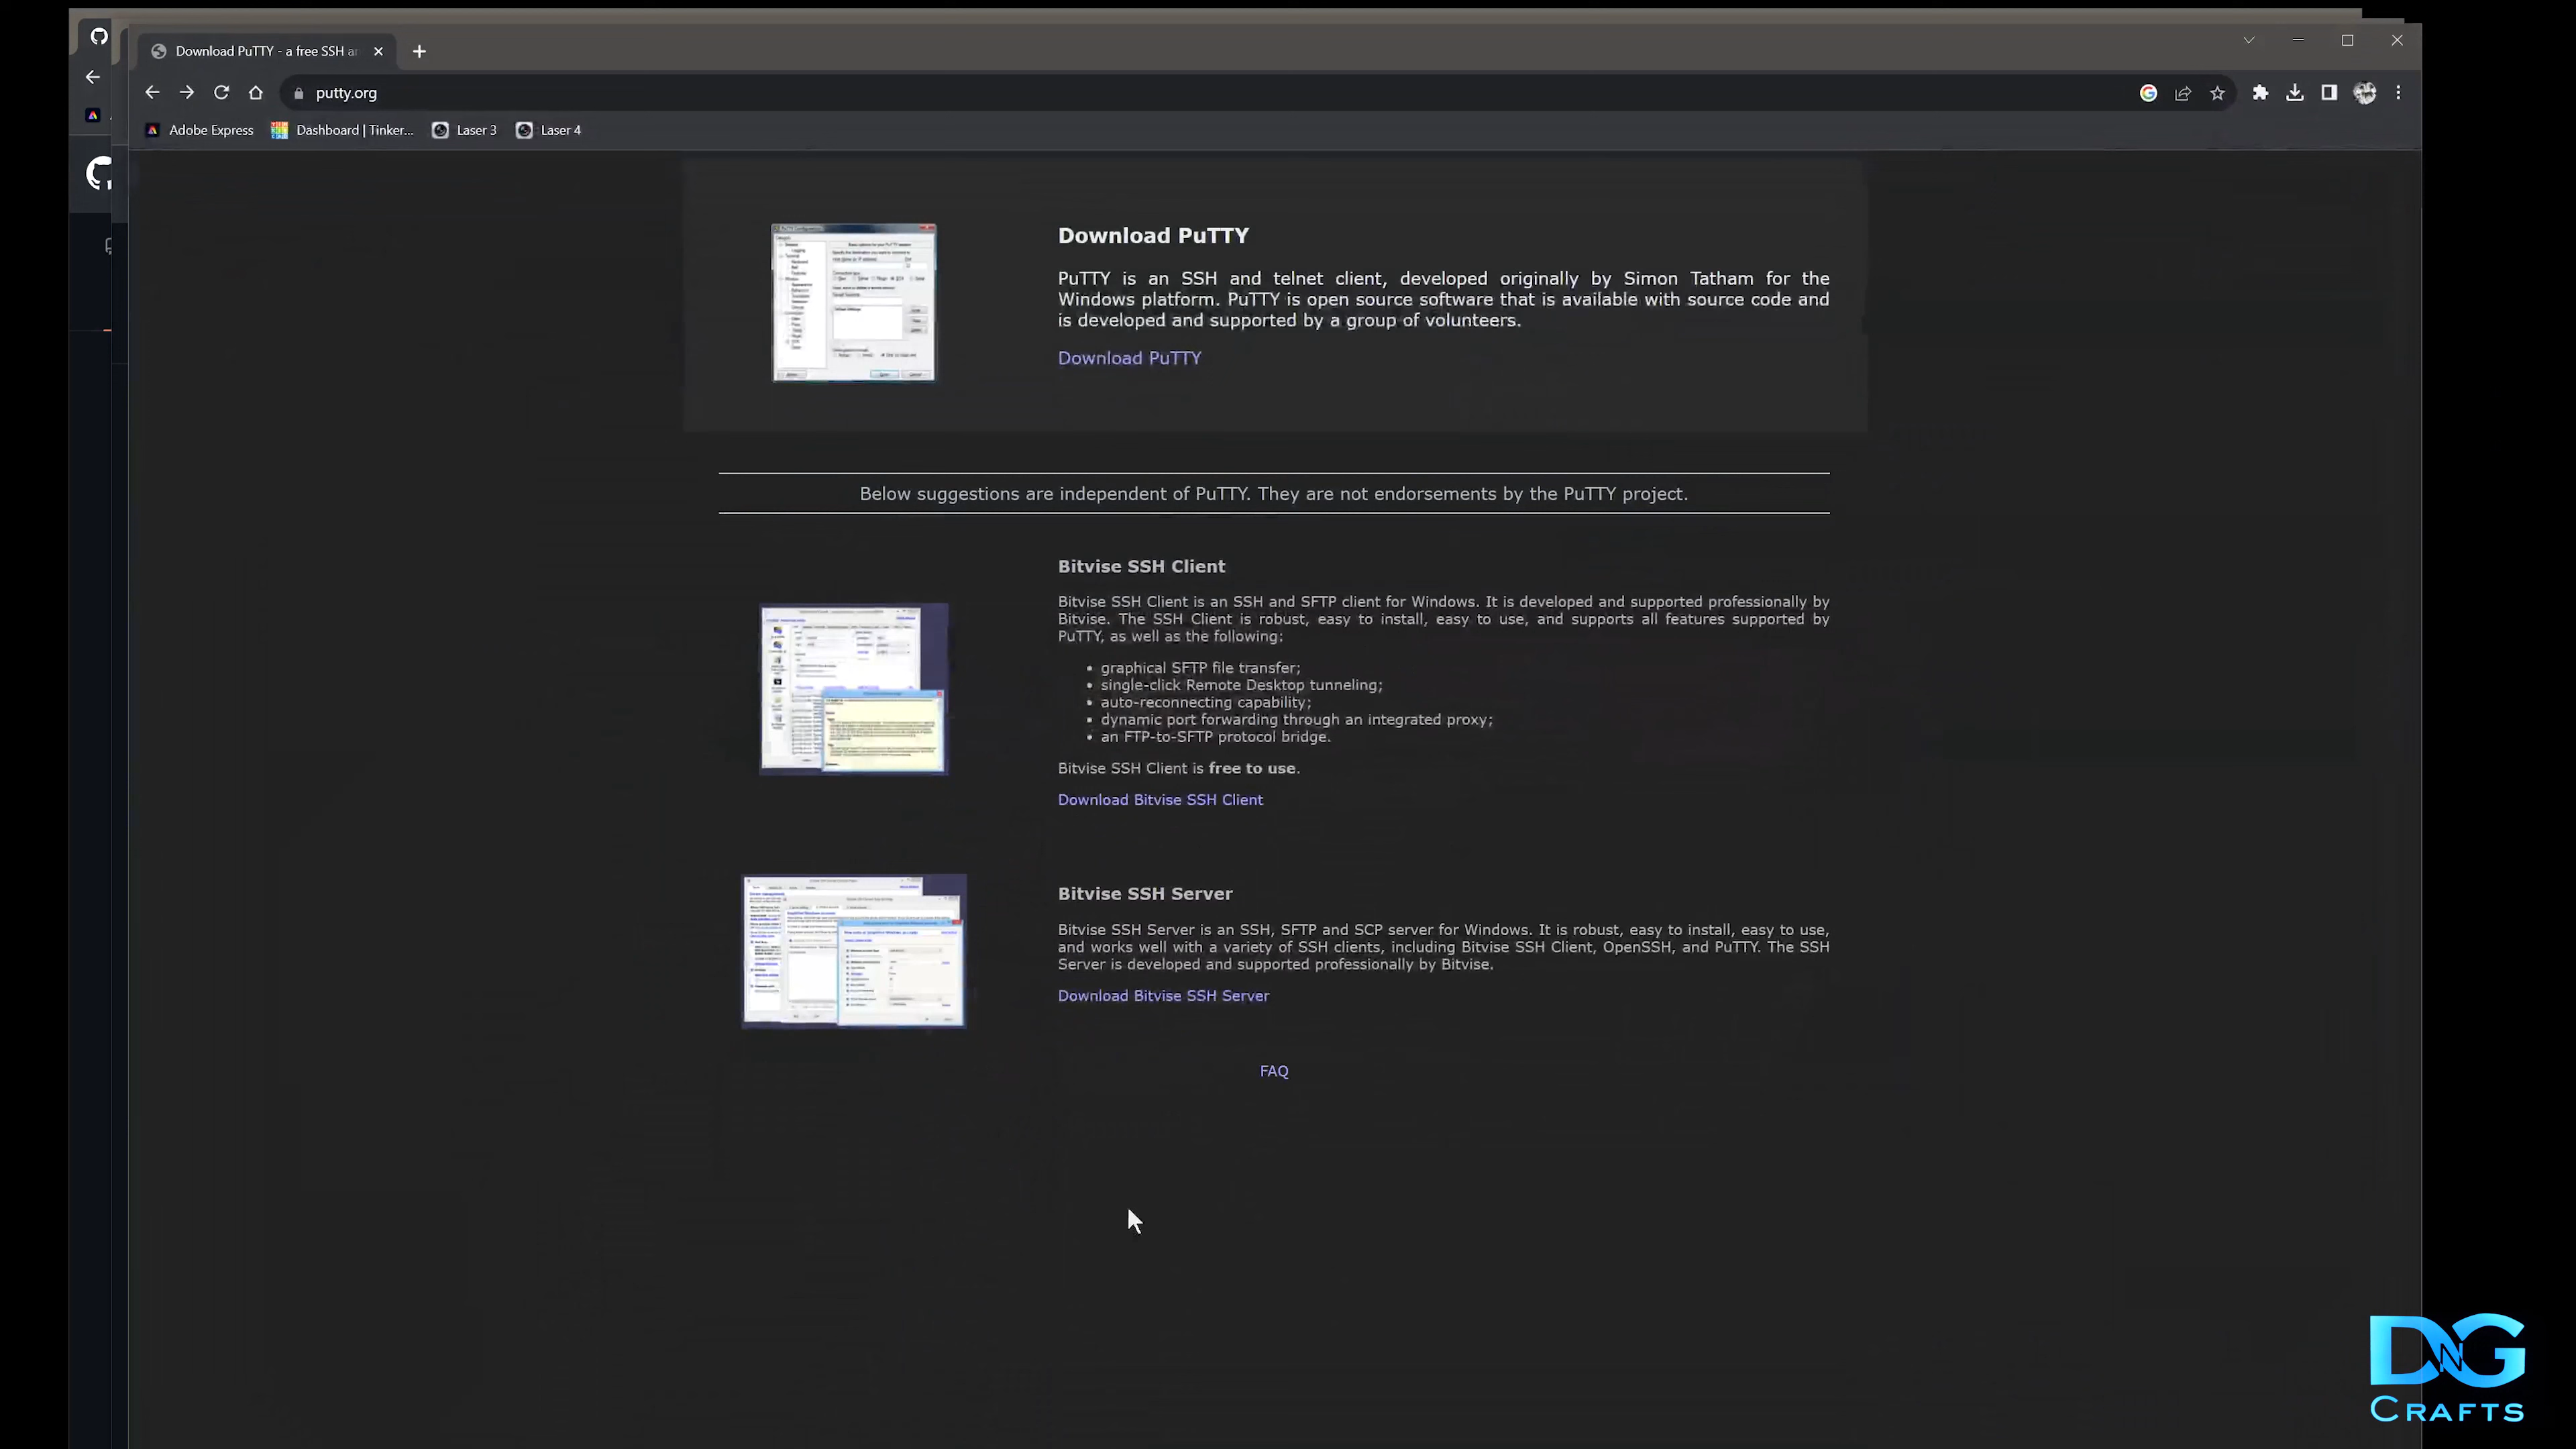 Download PuTTY - a free SSH ar
putty.org
Adobe Express
Dashboard | Tinker...
Laser 3
Laser 4
Download PuTTY
PuTTY is an SSH and telnet client, developed originally by Simon Tatham for the
Windows platform. PuTTY is open source software that is available with source code and
is developed and supported by a group of volunteers.
Download PuTTY
Below suggestions are independent of PuTTY. They are not endorsements by the PuTTY project.
Bitvise SSH Client
Bitvise SSH Client is an SSH and SFTP client for Windows. It is developed and supported professionally by
Bitvise. The SSH Client is robust, easy to install, easy to use, and supports all features supported by
PuTTY, as well as the following:
• graphical SFTP file transfer;
• single-click Remote Desktop tunneling;
• auto-reconnecting capability;
• dynamic port forwarding through an integrated proxy;
• an FTP-to-SFTP protocol bridge.
Bitvise SSH Client is free to use.
Download Bitvise SSH Client
Bitvise SSH Server
Bitvise SSH Server is an SSH, SFTP and SCP server for Windows. It is robust, easy to install, easy to use,
and works well with a variety of SSH clients, including Bitvise SSH Client, OpenSSH, and PuTTY. The SSH
Server is developed and supported professionally by Bitvise.
Download Bitvise SSH Server
FAQ
DNG
CRAFTS